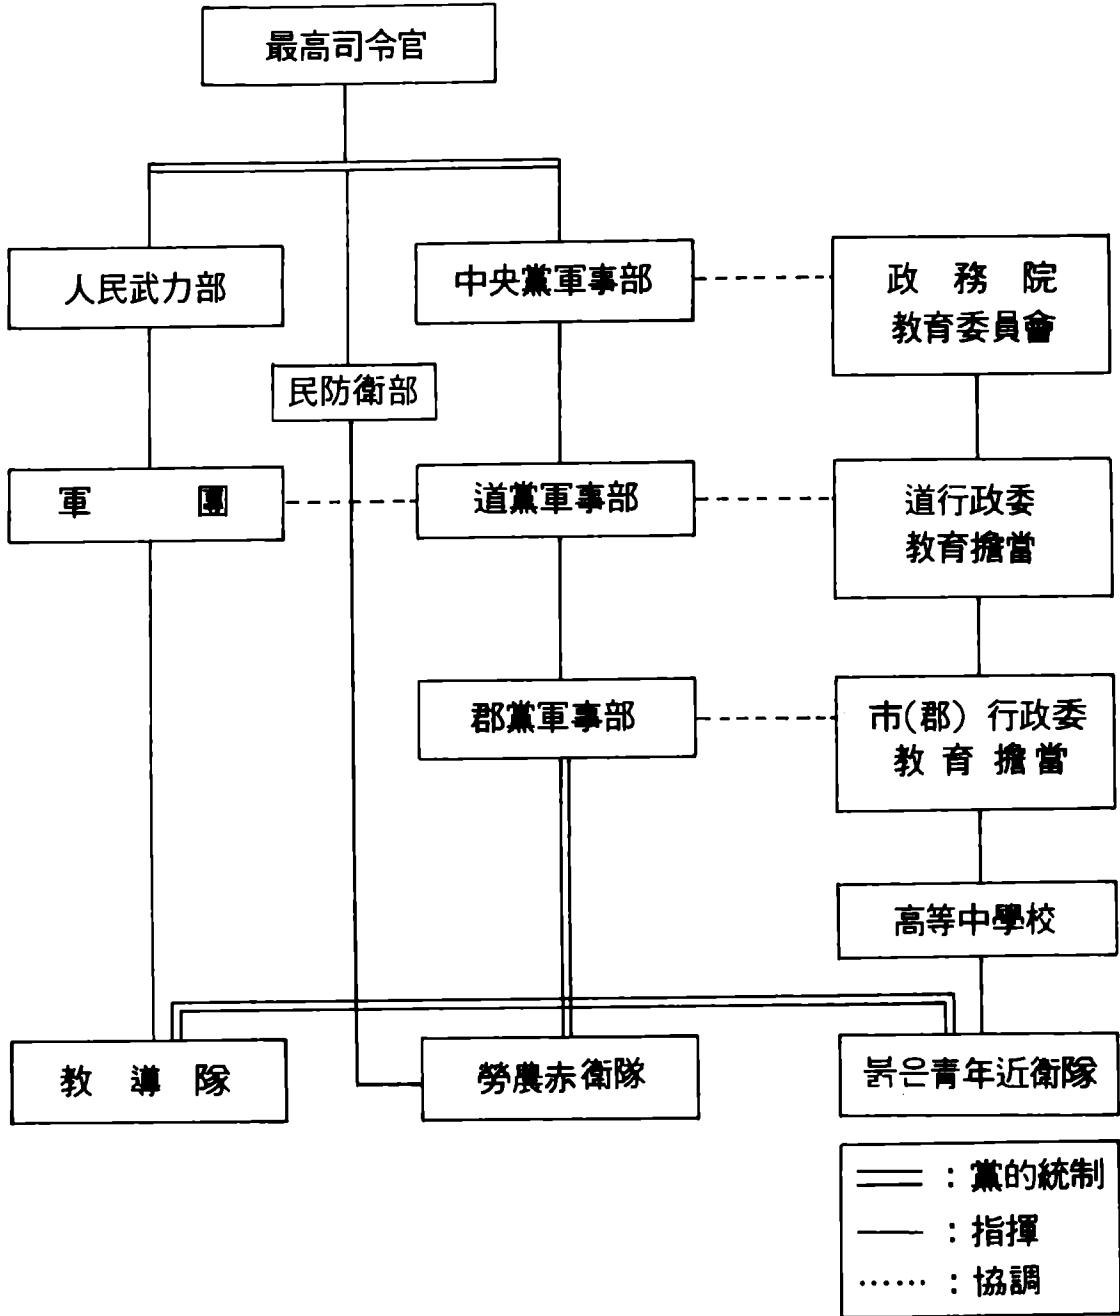 最高司令官
人民武力部
中央黨軍事部
政務院
教育委員會
民防衛部
軍團
道黨軍事部
道行政委
教育擔當
郡黨軍事部
市(郡) 行政委
教育擔當
高等中學校
教導隊
勞農赤衛隊
붉은青年近衛隊
═══ : 黨的統制
─── : 指揮
…… : 協調